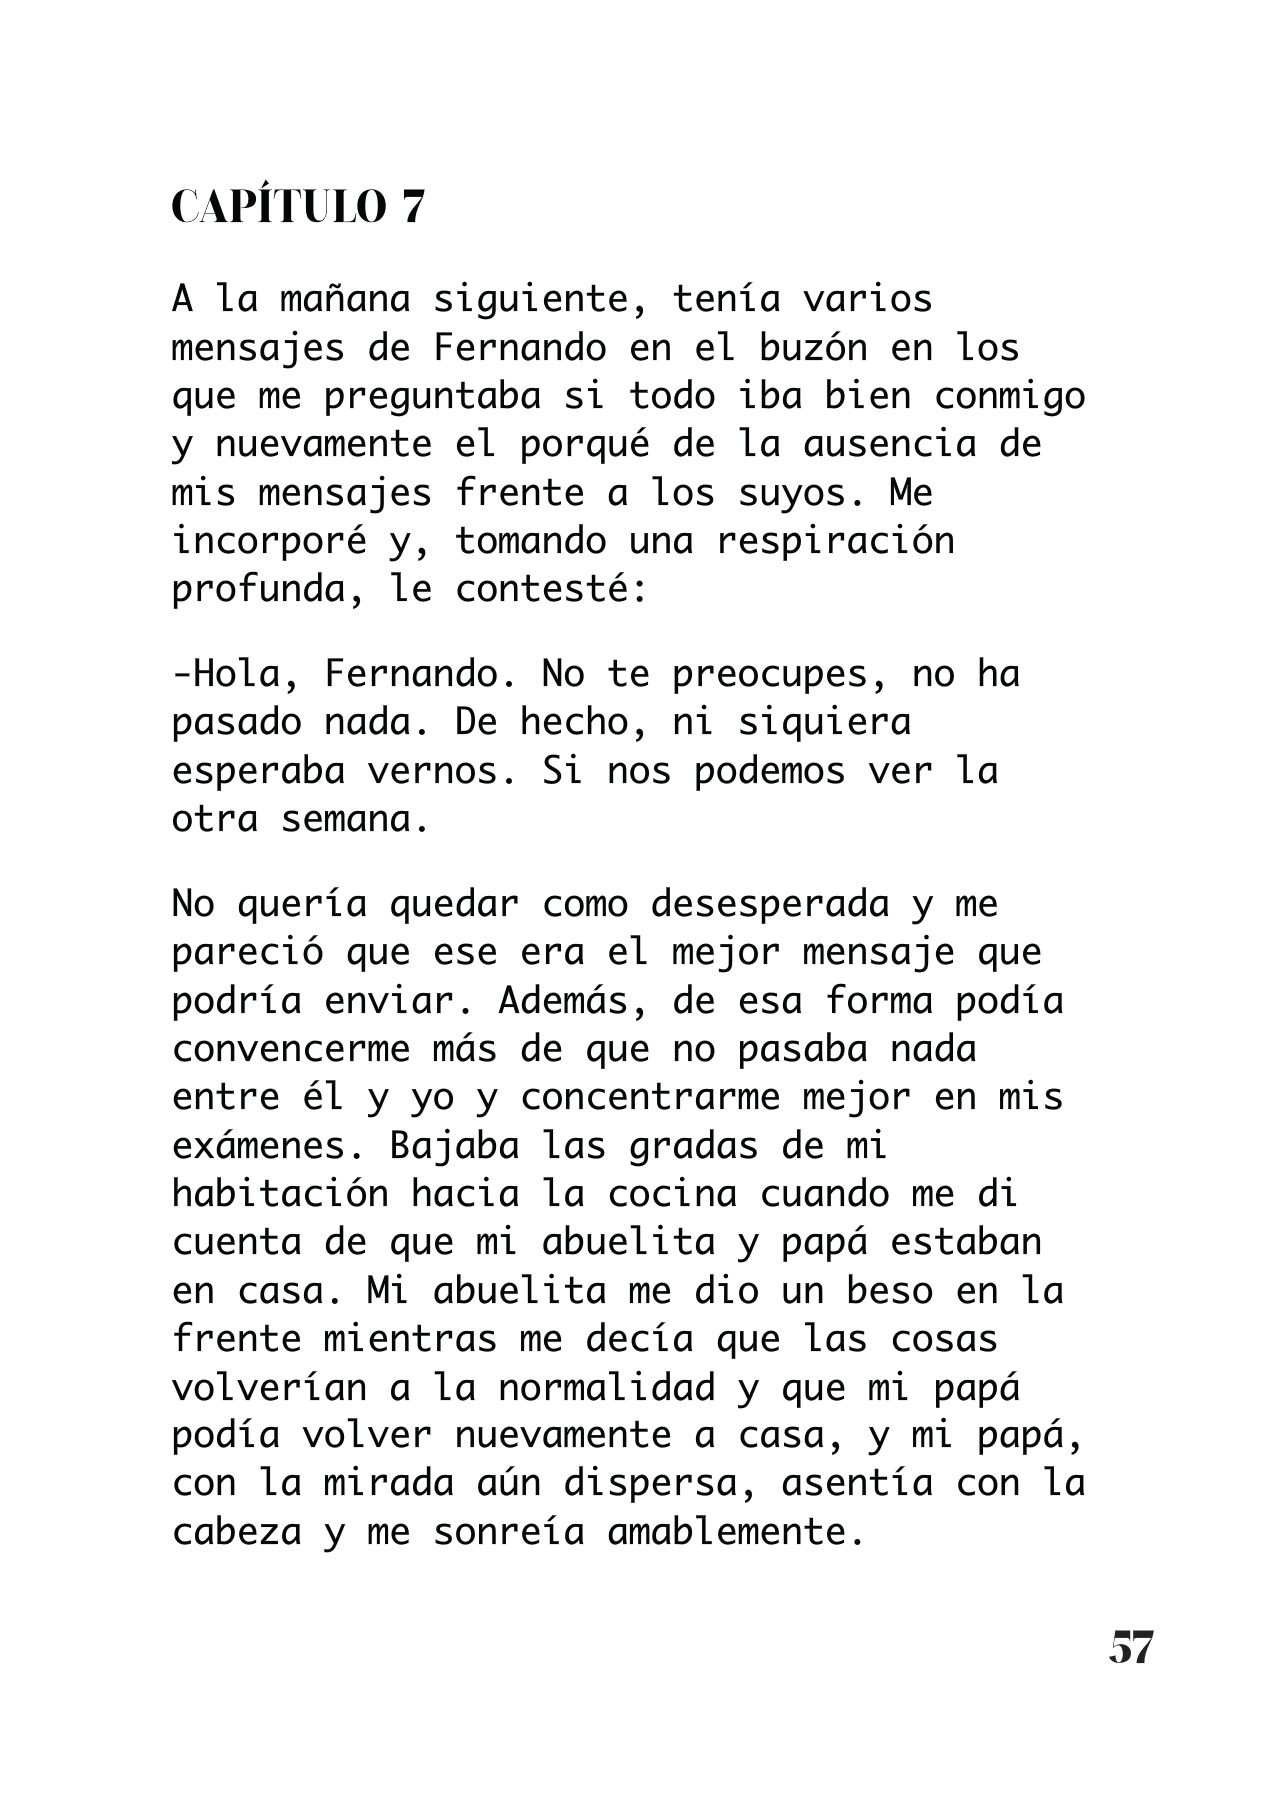 CAPÍTULO 7
A la mañana siguiente, tenía varios
mensajes de Fernando en el buzón en los
que me preguntaba si todo iba bien conmigo
y nuevamente el porqué de la ausencia de
mis mensajes frente a los suyos. Me
incorporé y, tomando una respiración
profunda, le contesté:
-Hola, Fernando. No te preocupes, no ha
pasado nada. De hecho, ni siquiera
esperaba vernos. Si nos podemos ver la
otra semana.
No quería quedar como desesperada y me
pareció que ese era el mejor mensaje que
podría enviar. Además, de esa forma podía
convencerme más de que no pasaba nada
entre él y yo y concentrarme mejor en mis
exámenes. Bajaba las gradas de mi
habitación hacia la cocina cuando me di
cuenta de que mi abuelita y papá estaban
en casa. Mi abuelita me dio un beso en la
frente mientras me decía que las cosas
volverían a la normalidad y que mi papá
podía volver nuevamente a casa, y mi papá,
con la mirada aún dispersa, asentía con la
cabeza y me sonreía amablemente.
57